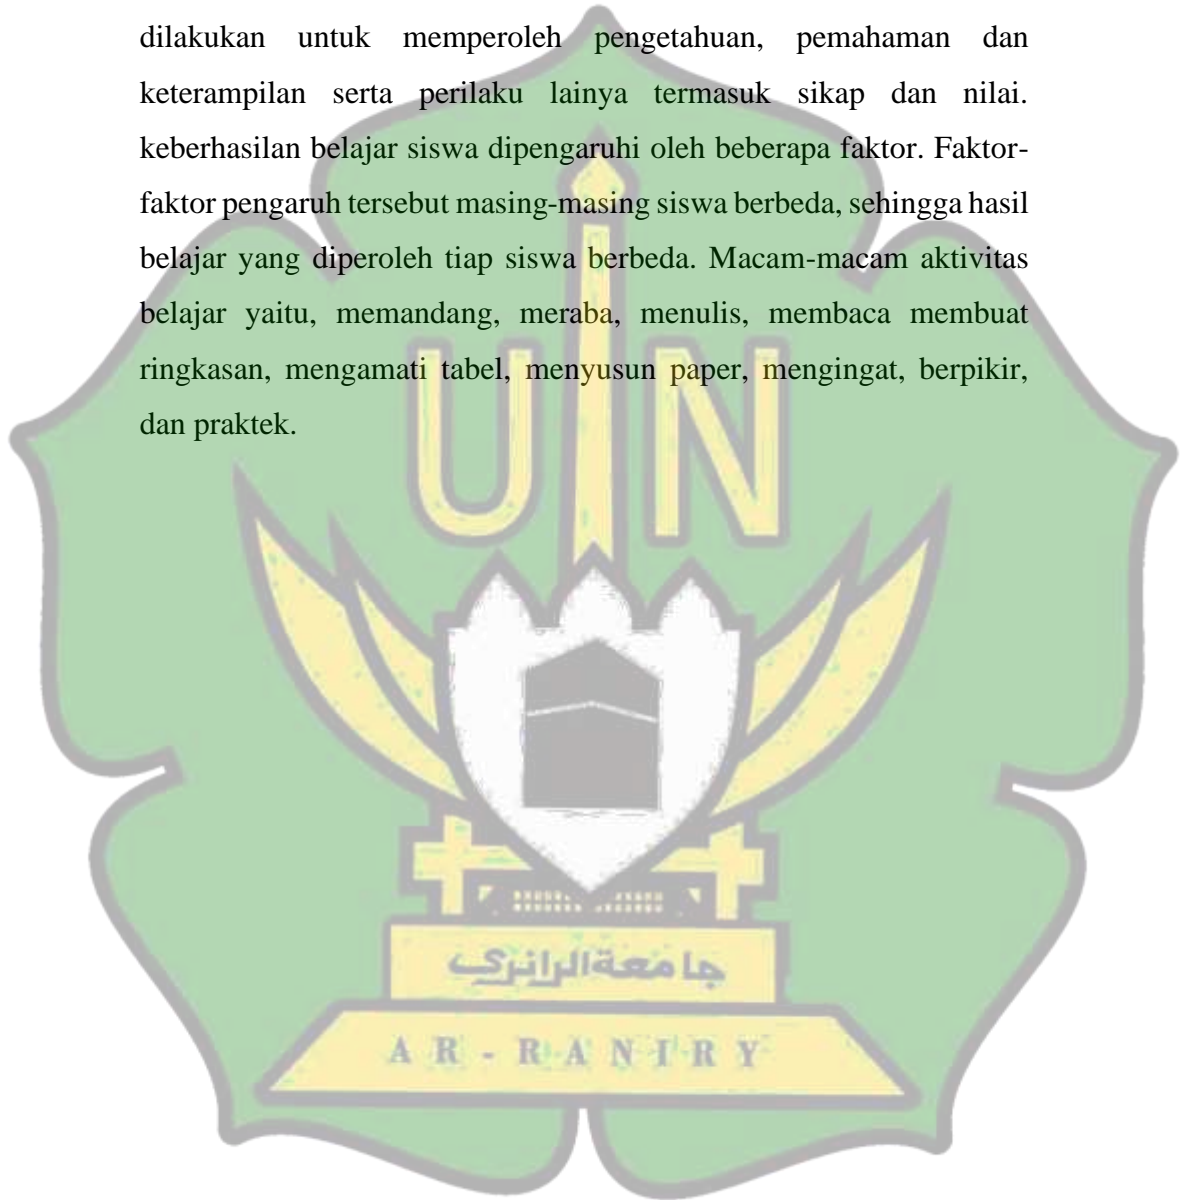 dilakukan untuk memperoleh pengetahuan, pemahaman dan
keterampilan serta perilaku lainya termasuk sikap dan nilai.
keberhasilan belajar siswa dipengaruhi oleh beberapa faktor. Faktor-
faktor pengaruh tersebut masing-masing siswa berbeda, sehingga hasil
belajar yang diperoleh tiap siswa berbeda. Macam-macam aktivitas
belajar yaitu, memandang, meraba, menulis, membaca membuat
ringkasan, mengamati tabel, menyusun paper, mengingat, berpikir,
dan praktek.
UIN
جا معة الرانري
AR-RANIRY